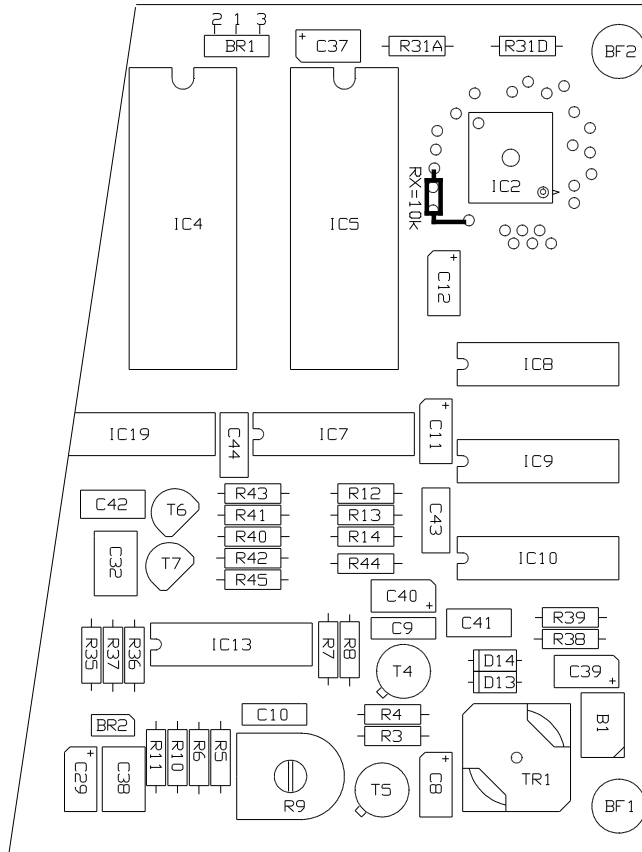 2 1 3
BR1
C37
R31A
R31D
BF2
IC4
IC5
RX=10k
IC2
C12
IC8
IC19
C44
IC7
C11
IC9
C42
T6
R43
R12
R41
R13
C43
R40
R14
C32
T7
R42
R44
IC10
R45
C40
C9
C41
R39
R38
R35
R37
R36
IC13
R7
R8
T4
D14
D13
C39
BR2
C10
R4
R3
B1
C29
C38
R11
R10
R6
R5
R9
T5
C8
TR1
BF1